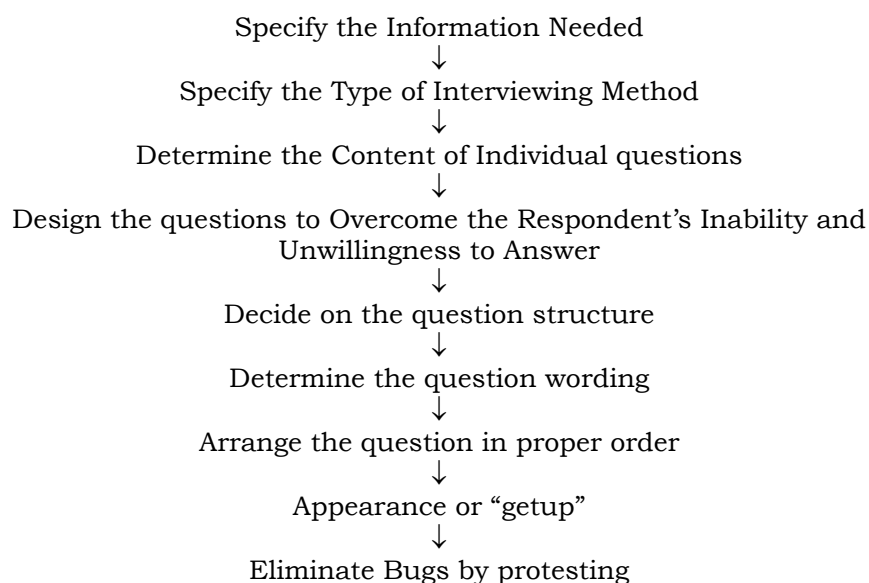 Specify the Information Needed
↓
Specify the Type of Interviewing Method
↓
Determine the Content of Individual questions
↓
Design the questions to Overcome the Respondent’s Inability and
Unwillingness to Answer
↓
Decide on the question structure
↓
Determine the question wording
↓
Arrange the question in proper order
↓
Appearance or “getup”
↓
Eliminate Bugs by protesting